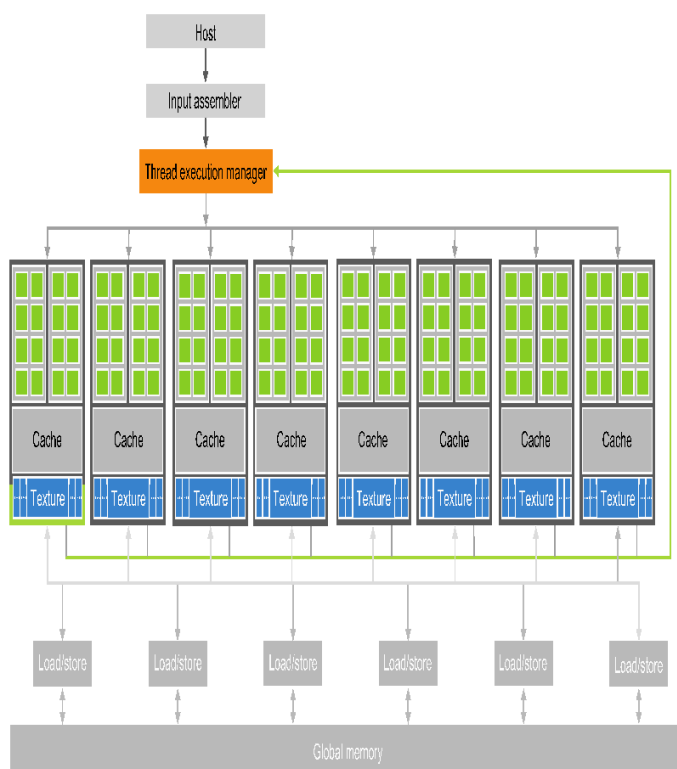 Host
Input assembler
Thread execution manager
Cache Cache Cache Cache Cache Cache Cache Cache
Texture Texture Texture Texture Texture Texture Texture Texture
Load/store Load/store Load/store Load/store Load/store Load/store
Global memory